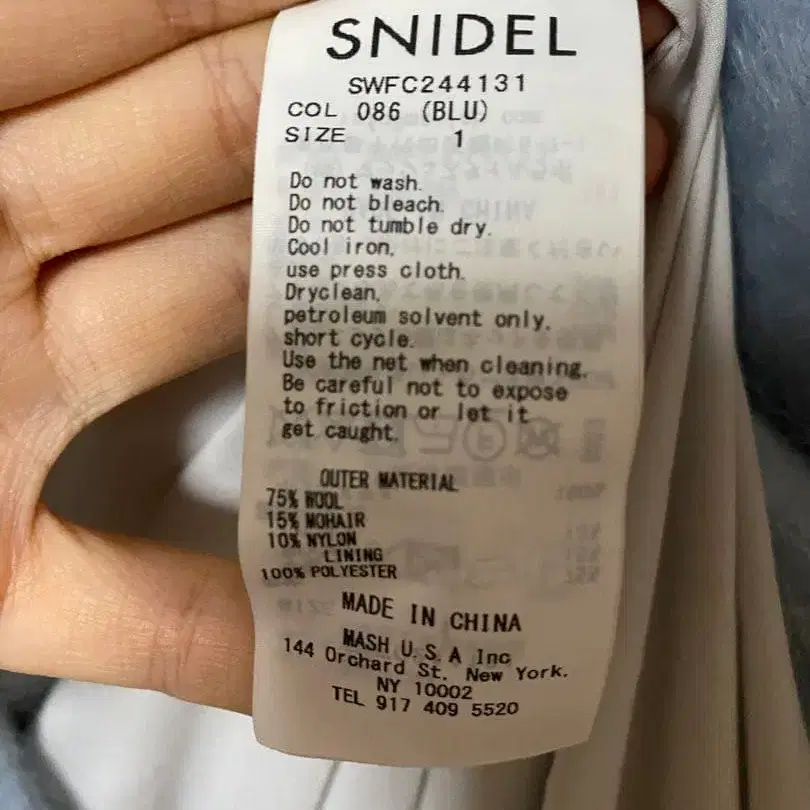 SNIDEL
SWFC244131
COL 086 (BLU)
SIZE 1
Do not wash.
Do not bleach.
Do not tumble dry.
Cool iron,
use press cloth.
Dryclean,
petroleum solvent only,
short cycle.
Use the net when cleaning.
Be careful not to expose
to friction or let it
get caught.
OUTER MATERIAL
75% WOOL
15% MOHAIR
10% NYLON
LINING
100% POLYESTER
MADE IN CHINA
MASH U.S.A Inc
144 Orchard St, New York.
NY 10002
TEL 917 409 5520